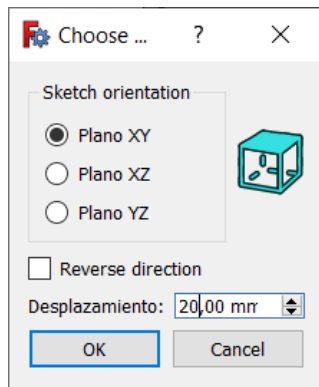 Choose ... ?
Sketch orientation
Plano XY
Plano XZ
Plano YZ
Reverse direction
Desplazamiento: 20,00 mm
OK Cancel